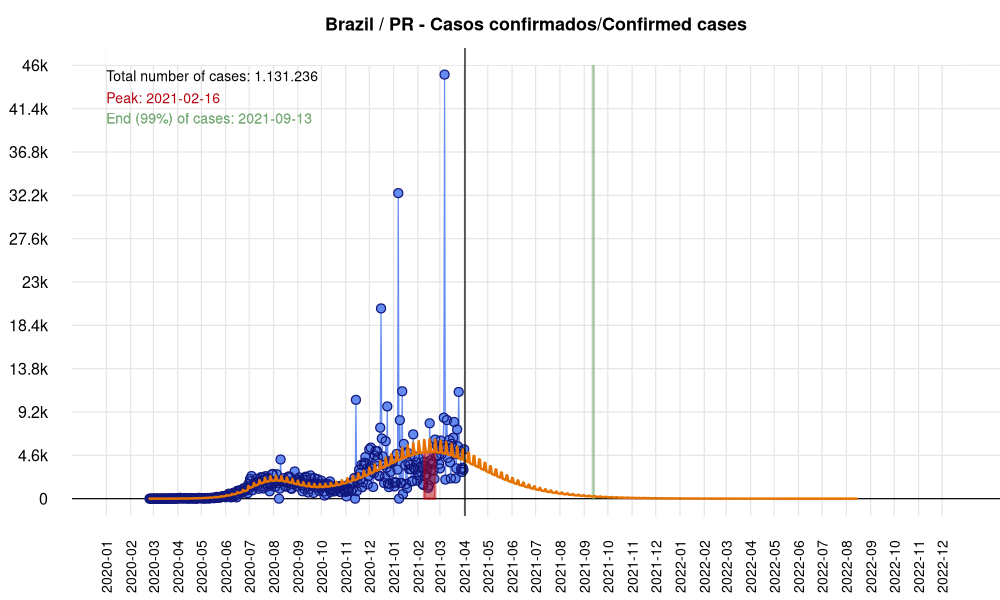 Brazil / PR - Casos confirmados/Confirmed cases
Total number of cases: 1.131.236
Peak: 2021-02-16
End (99%) of cases: 2021-09-13
46k
41.4k
36.8k
32.2k
27.6k
23k
18.4k
13.8k
9.2k
4.6k
0
2020-01
2020-02
2020-03
2020-04
2020-05
2020-06
2020-07
2020-08
2020-09
2020-10
2020-11
2020-12
2021-01
2021-02
2021-03
2021-04
2021-05
2021-06
2021-07
2021-08
2021-09
2021-10
2021-11
2021-12
2022-01
2022-02
2022-03
2022-04
2022-05
2022-06
2022-07
2022-08
2022-09
2022-10
2022-11
2022-12